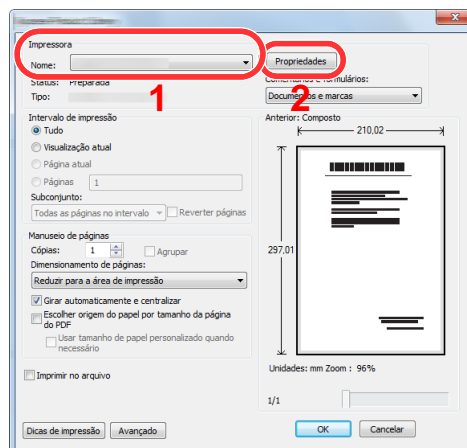 Impressora
Nome:
Propriedades
Status: Preparada
Comentários e formulários:
Tipo:
Documentos e marcas
1
2
Intervalo de impressão
Tudo
Visualização atual
Página atual
Páginas 1
Subconjunto:
Todas as páginas no intervalo Reverter páginas
Manuseio de páginas
Cópias: 1 Agrupar
Dimensionamento de páginas:
Reduzir para a área de impressão
Girar automaticamente e centralizar
Escolher origem do papel por tamanho da página
do PDF
Usar tamanho de papel personalizado quando
necessário
Imprimir no arquivo
Anterior: Composto
210,02
297,01
Unidades: mm Zoom : 96%
1/1
Dicas de impressão Avançado
OK Cancelar